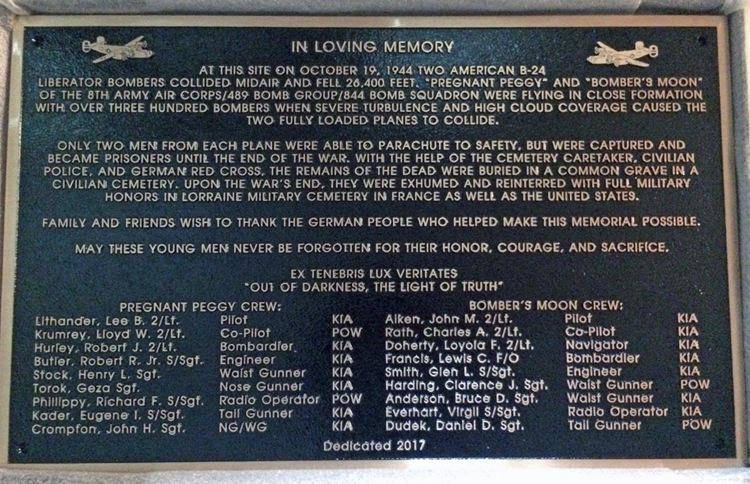 IN LOVING MEMORY
AT THIS SITE ON OCTOBER 19, 1944 TWO AMERICAN B-24
LIBERATOR BOMBERS COLLIDED MIDAIR AND FELL 26,400 FEET. "PREGNANT PEGGY" AND "BOMBER'S MOON"
OF THE 8TH ARMY AIR CORPS/489 BOMB GROUP/844 BOMB SQUADRON WERE FLYING IN CLOSE FORMATION
WITH OVER THREE HUNDRED BOMBERS WHEN SEVERE TURBULENCE AND HIGH CLOUD COVERAGE CAUSED THE
TWO FULLY LOADED PLANES TO COLLIDE.
ONLY TWO MEN FROM EACH PLANE WERE ABLE TO PARACHUTE TO SAFETY, BUT WERE CAPTURED AND
BECAME PRISONERS UNTIL THE END OF THE WAR. WITH THE HELP OF THE CEMETERY CARETAKER, CIVILIAN
POLICE, AND GERMAN RED CROSS, THE REMAINS OF THE DEAD WERE BURIED IN A COMMON GRAVE IN A
CIVILIAN CEMETERY. UPON THE WAR'S END, THEY WERE EXHUMED AND REINTERRED WITH FULL MILITARY
HONORS IN LORRAINE MILITARY CEMETERY IN FRANCE AS WELL AS THE UNITED STATES.
FAMILY AND FRIENDS WISH TO THANK THE GERMAN PEOPLE WHO HELPED MAKE THIS MEMORIAL POSSIBLE.
MAY THESE YOUNG MEN NEVER BE FORGOTTEN FOR THEIR HONOR, COURAGE, AND SACRIFICE.
EX TENEBRIS LUX VERITATES
"OUT OF DARKNESS, THE LIGHT OF TRUTH"
PREGNANT PEGGY CREW:
Lithander, Lee B. 2/Lt. Pilot KIA
Krumrey, Lloyd W. 2/Lt. Co-Pilot POW
Hurley, Robert J. 2/Lt. Bombardier KIA
Butler, Robert R. Jr. S/Sgt. Engineer KIA
Stock, Henry L. Sgt. Waist Gunner KIA
Torok, Geza Sgt. Nose Gunner KIA
Phillippy, Richard F. S/Sgt. Radio Operator POW
Kader, Eugene I. S/Sgt. Tail Gunner KIA
Crompton, John H. Sgt. NG/WG KIA
BOMBER'S MOON CREW:
Aiken, John M. 2/Lt. Pilot KIA
Rath, Charles A. 2/Lt. Co-Pilot KIA
Doherty, Loyola F. 2/Lt. Navigator KIA
Francis, Lewis C. F/O Bombardier KIA
Smith, Glen L. S/Sgt. Engineer KIA
Harding, Clarence J. Sgt. Waist Gunner POW
Anderson, Bruce D. Sgt. Waist Gunner KIA
Everhart, Virgil S/Sgt. Radio Operator KIA
Dudek, Daniel D. Sgt. Tail Gunner POW
Dedicated 2017